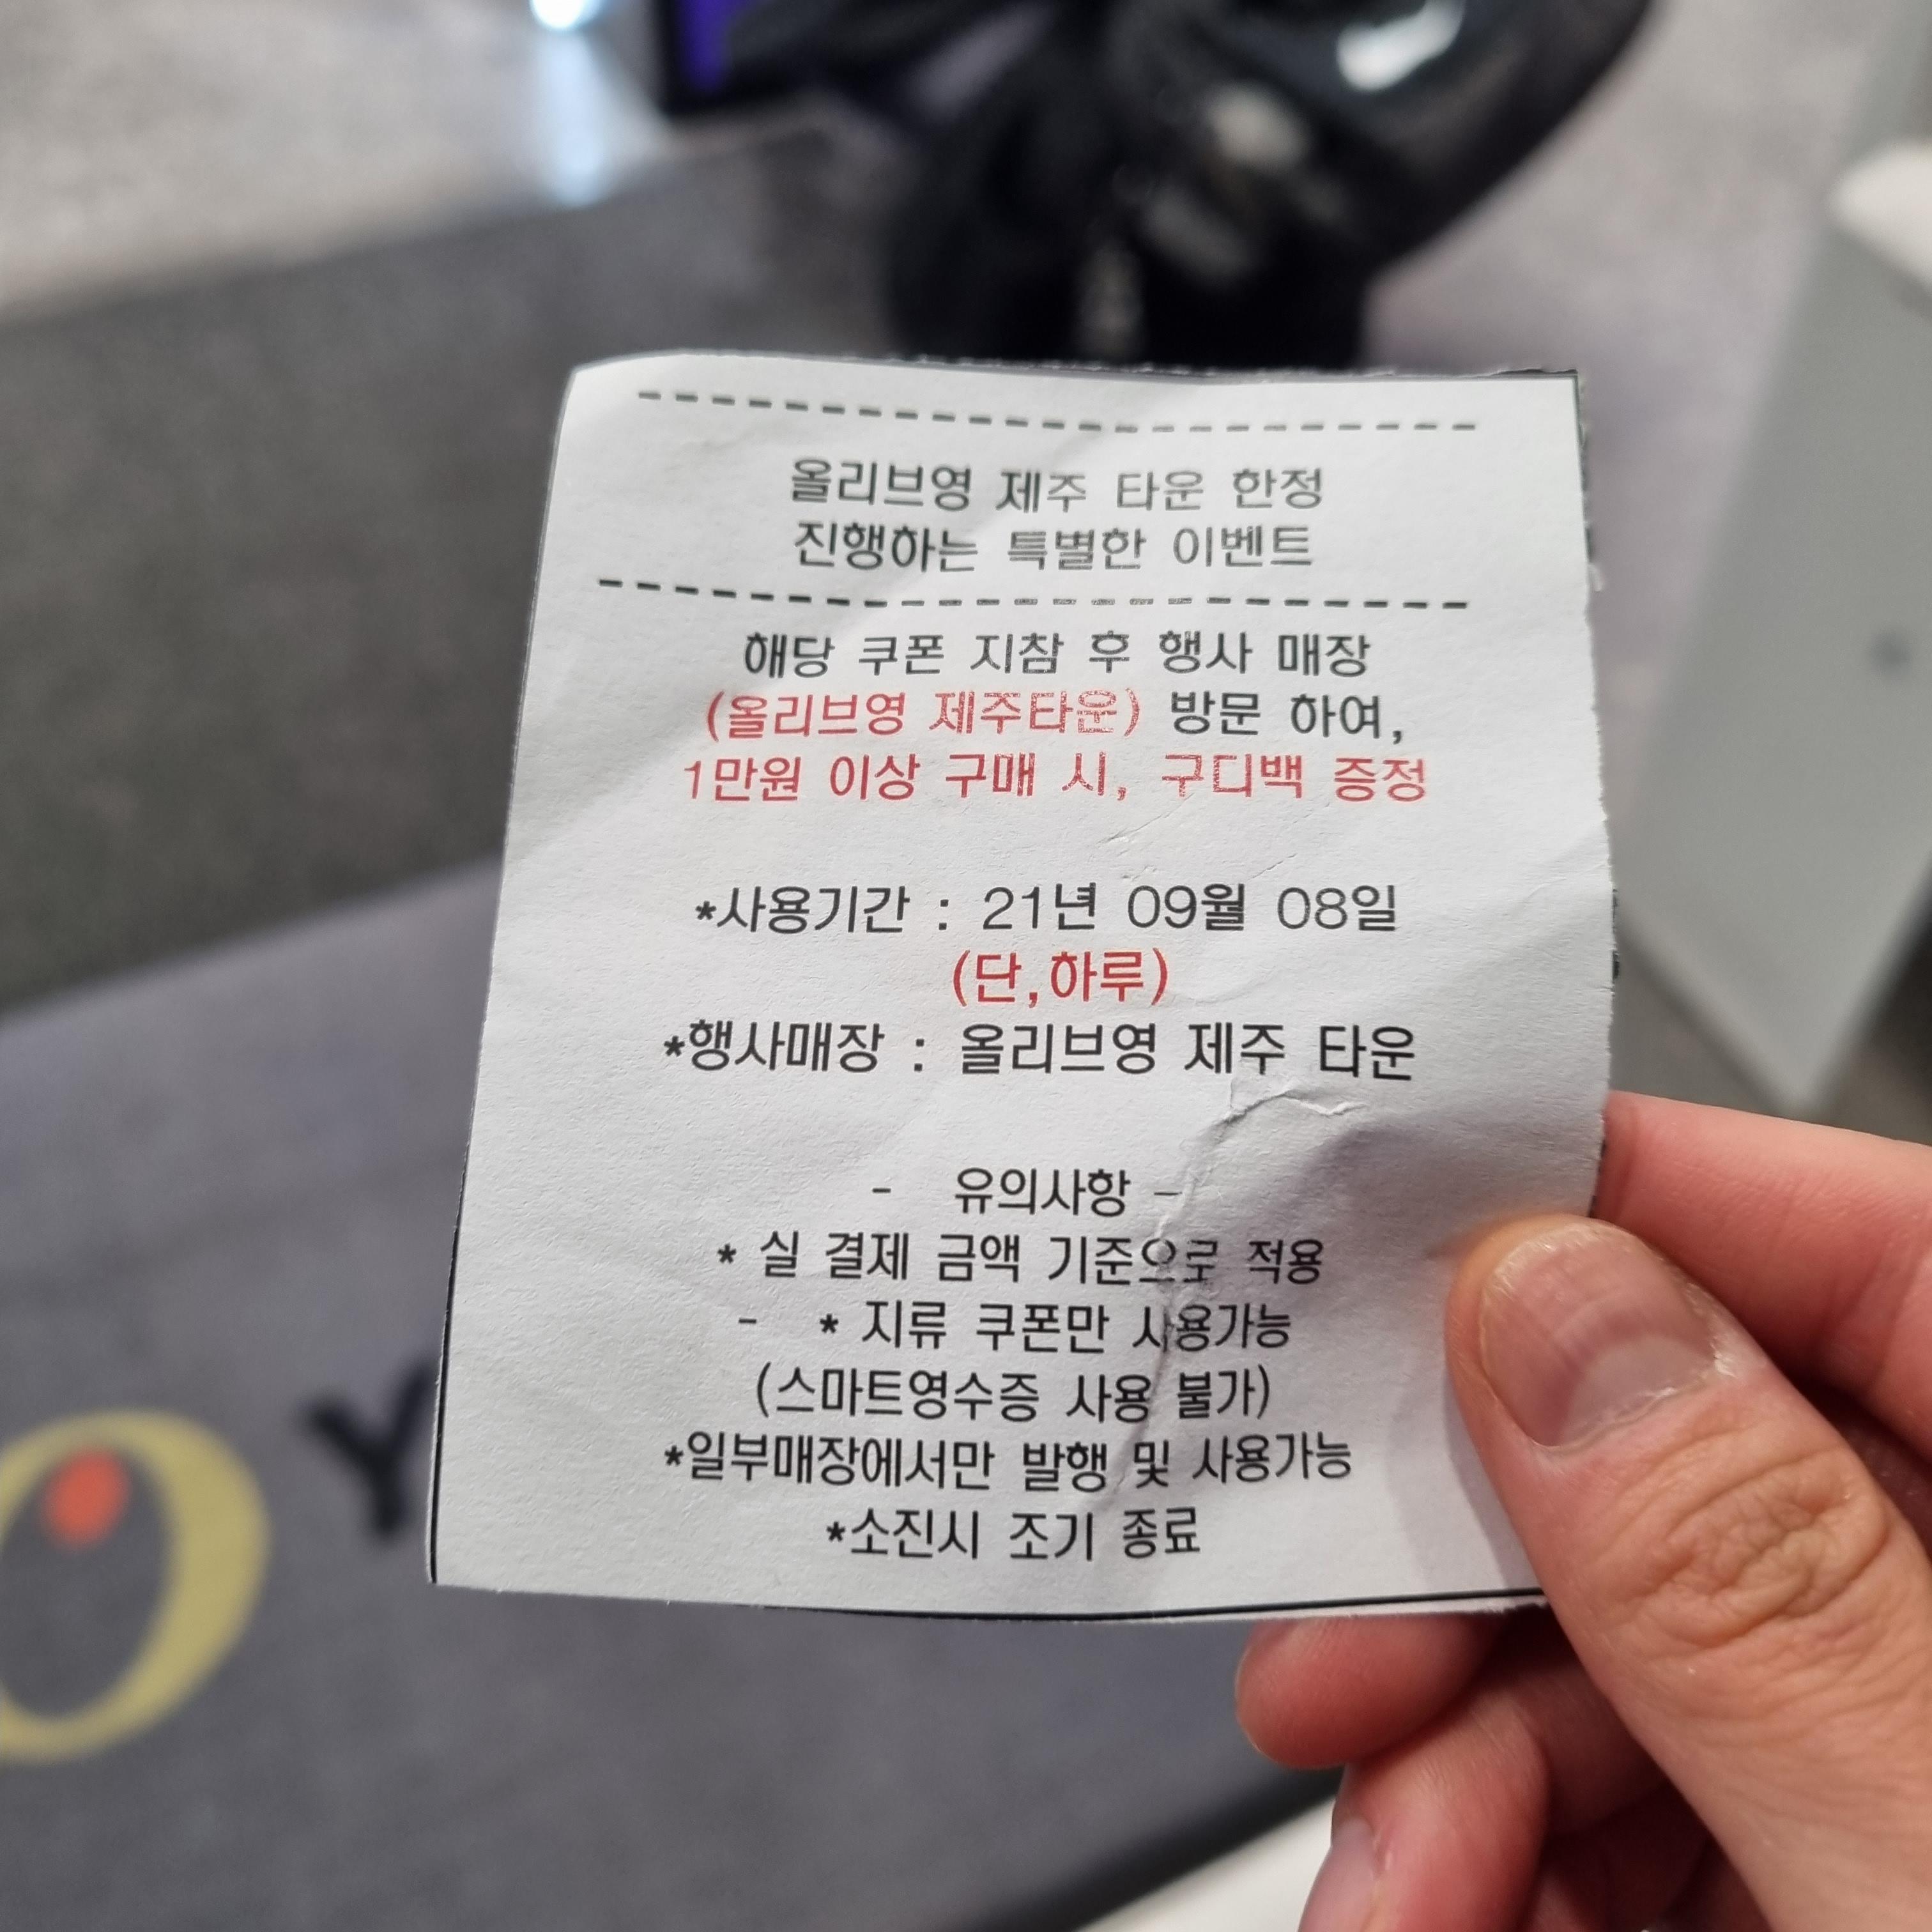 --------------------
올리브영 제주 타운 한정
진행하는 특별한 이벤트
--------------------
해당 쿠폰 지참 후 행사 매장
(올리브영 제주타운) 방문 하여,
1만원 이상 구매 시, 구디백 증정
*사용기간 : 21년 09월 08일
(단,하루)
*행사매장 : 올리브영 제주 타운
- 유의사항 -
* 실 결제 금액 기준으로 적용
- * 지류 쿠폰만 사용가능
(스마트영수증 사용 불가)
*일부매장에서만 발행 및 사용가능
*소진시 조기 종료
O Y